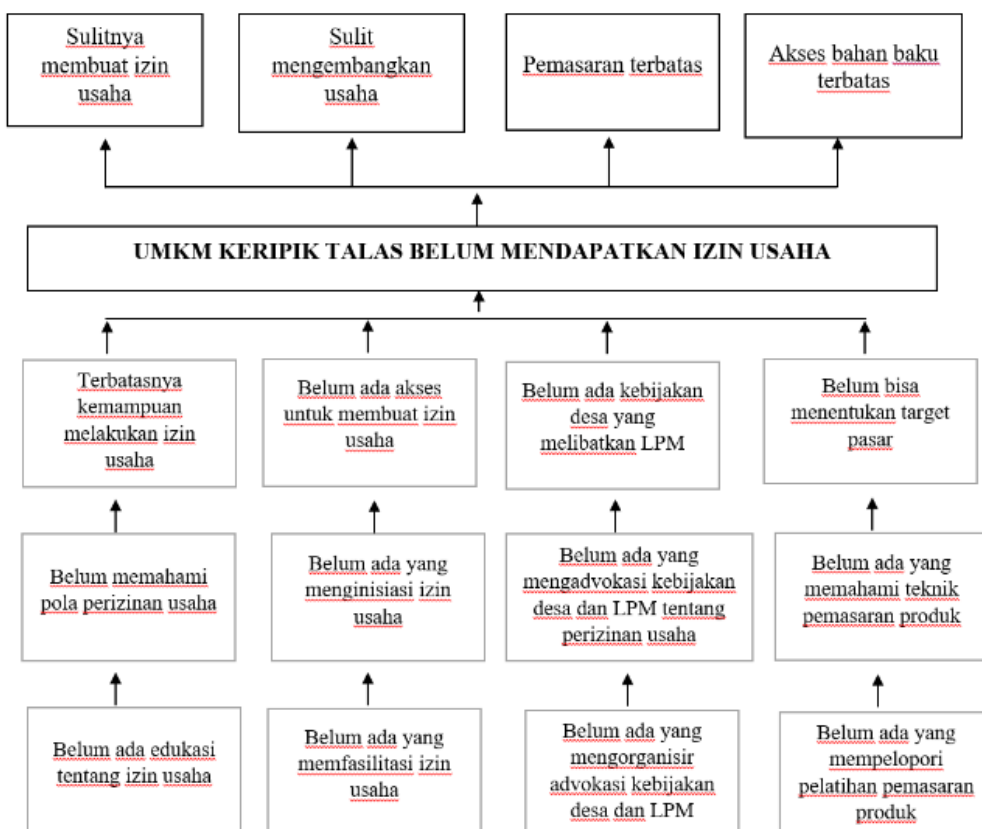 Sulitnya
membuat izin
usaha
Sulit
mengembangkan
usaha
Pemasaran terbatas
Akses bahan baku
terbatas
UMKM KERIPIK TALAS BELUM MENDAPATKAN IZIN USAHA
Terbatasnya
kemampuan
melakukan izin
usaha
Belum ada akses
untuk membuat izin
usaha
Belum ada kebijakan
desa yang
melibatkan LPM
Belum bisa
menentukan target
pasar
Belum memahami
pola perizinan usaha
Belum ada yang
menginisiasi izin
usaha
Belum ada yang
mengadvokasi kebijakan
desa dan LPM tentang
perizinan usaha
Belum ada yang
memahami teknik
pemasaran produk
Belum ada edukasi
tentang izin usaha
Belum ada yang
memfasilitasi izin
usaha
Belum ada yang
mengorganisir
advokasi kebijakan
desa dan LPM
Belum ada yang
mempelopori
pelatihan pemasaran
produk